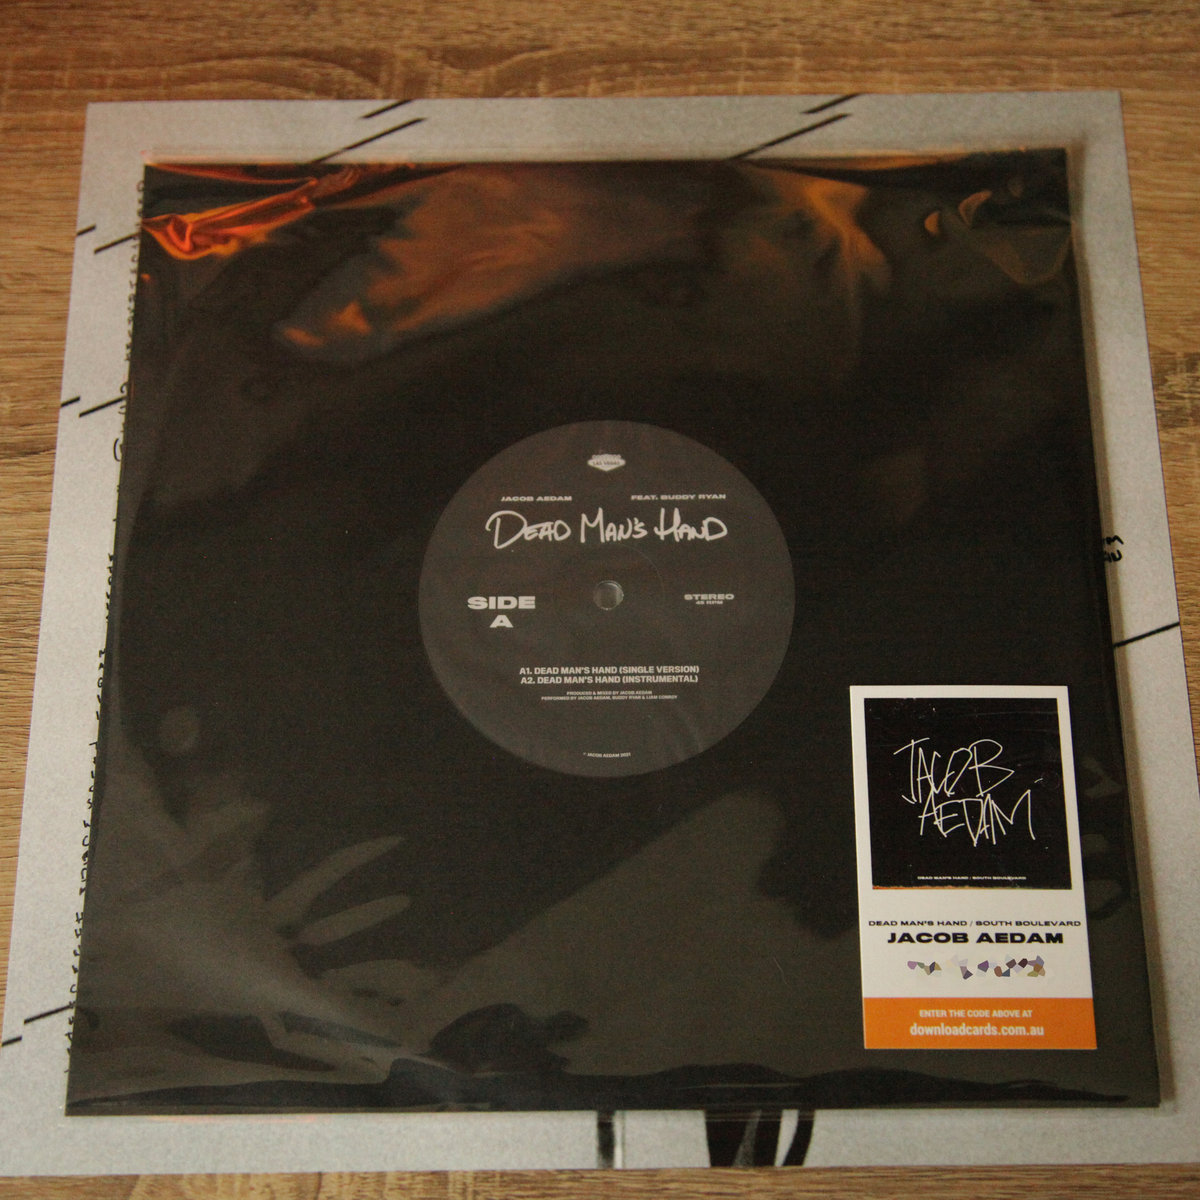 LAS VEGAS
JACOB AEDAM FEAT. BUDDY RYAN
DEAD MAN'S HAND
SIDE
A
STEREO
45 RPM
A1. DEAD MAN'S HAND (SINGLE VERSION)
A2. DEAD MAN'S HAND (INSTRUMENTAL)
PRODUCED & MIXED BY JACOB AEDAM
PERFORMED BY JACOB AEDAM, BUDDY RYAN & LIAM CONROY
© JACOB AEDAM 2021
JACOB
AEDAM
DEAD MAN'S HAND / SOUTH BOULEVARD
DEAD MAN'S HAND / SOUTH BOULEVARD
JACOB AEDAM
ENTER THE CODE ABOVE AT
downloadcards.com.au